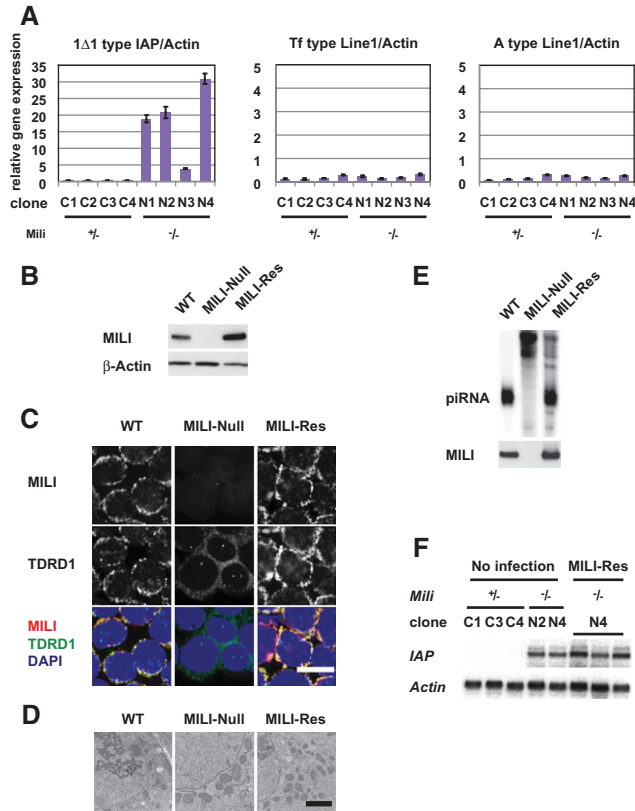 A
1Δ1 type IAP/Actin
Tf type Line1/Actin
A type Line1/Actin
relative gene expression
35
30
25
20
15
10
5
0
5
4
3
2
1
0
5
4
3
2
1
0
clone C1 C2 C3 C4 N1 N2 N3 N4
C1 C2 C3 C4 N1 N2 N3 N4
C1 C2 C3 C4 N1 N2 N3 N4
Mili +/- -/-
+/- -/-
+/- -/-
B
WT MILI-Null MILI-Res
MILI
β-Actin
C
WT MILI-Null MILI-Res
MILI
TDRD1
MILI
TDRD1
DAPI
D
WT MILI-Null MILI-Res
E
WT MILI-Null MILI-Res
piRNA
MILI
F
No infection MILI-Res
Mili +/- -/- -/-
clone C1 C3 C4 N2 N4 N4
IAP
Actin